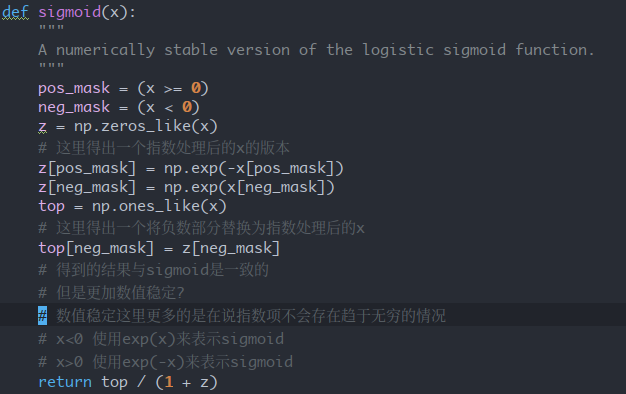 def sigmoid(x):
    """
    A numerically stable version of the logistic sigmoid function.
    """
    pos_mask = (x >= 0)
    neg_mask = (x < 0)
    z = np.zeros_like(x)
    # 这里得出一个指数处理后的x的版本
    z[pos_mask] = np.exp(-x[pos_mask])
    z[neg_mask] = np.exp(x[neg_mask])
    top = np.ones_like(x)
    # 这里得出一个将负数部分替换为指数处理后的x
    top[neg_mask] = z[neg_mask]
    # 得到的结果与sigmoid是一致的
    # 但是更加数值稳定?
    # 数值稳定这里更多的是在说指数项不会存在趋于无穷的情况
    # x<0 使用exp(x)来表示sigmoid
    # x>0 使用exp(-x)来表示sigmoid
    return top / (1 + z)